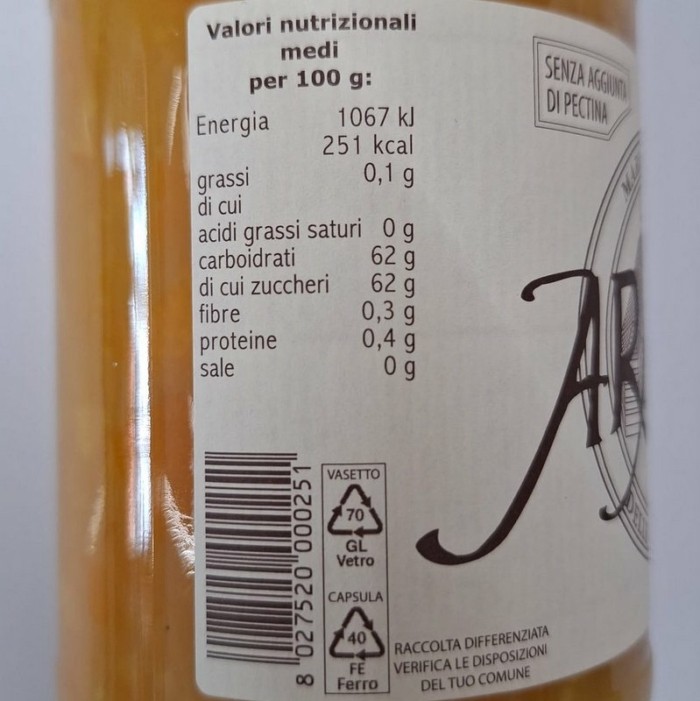 Valori nutrizionali
medi
per 100 g:
Energia 1067 kJ
251 kcal
grassi 0,1 g
di cui
acidi grassi saturi 0 g
carboidrati 62 g
di cui zuccheri 62 g
fibre 0,3 g
proteine 0,4 g
sale 0 g
SENZA AGGIUNTA
DI PECTINA
8 027520 000251
VASETTO
70
GL
Vetro
CAPSULA
40
FE
Ferro
RACCOLTA DIFFERENZIATA
VERIFICA LE DISPOSIZIONI
DEL TUO COMUNE